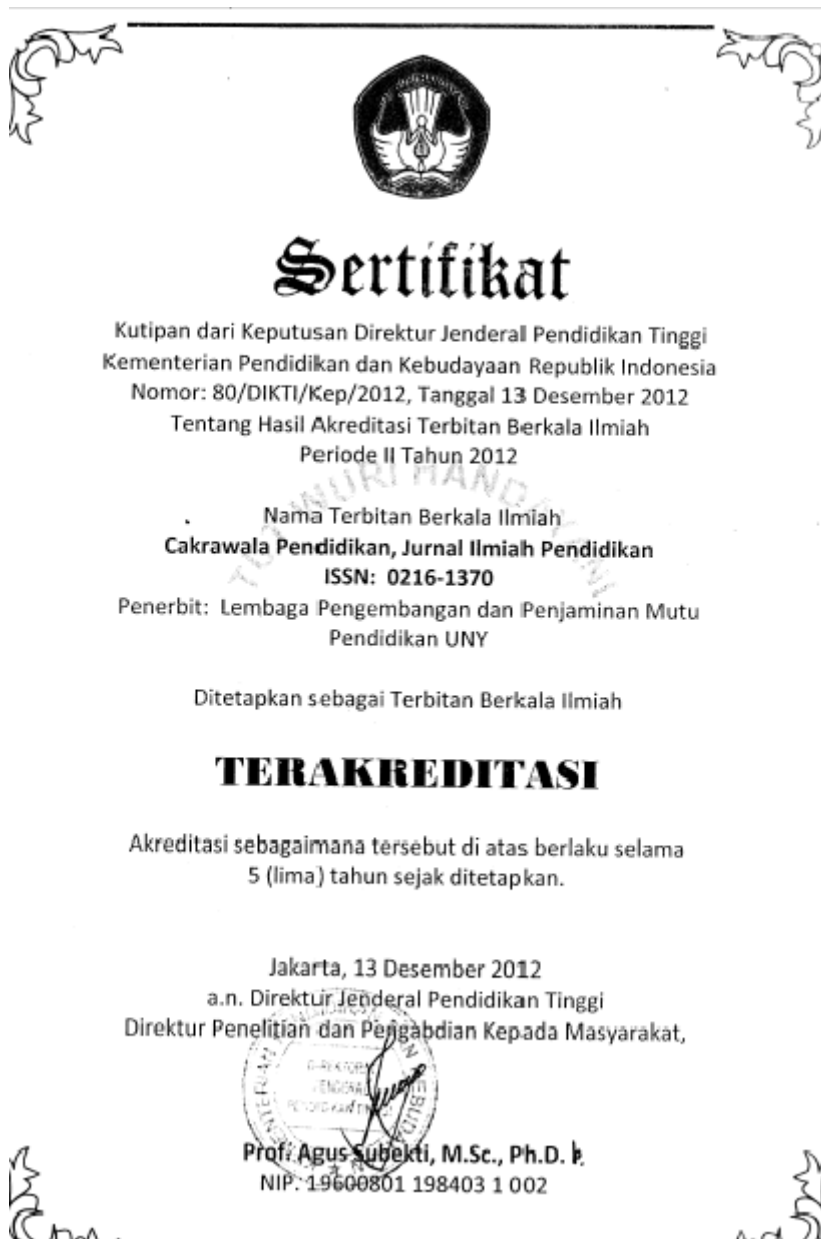 Sertifikat
Kutipan dari Keputusan Direktur Jenderal Pendidikan Tinggi
Kementerian Pendidikan dan Kebudayaan Republik Indonesia
Nomor: 80/DIKTI/Kep/2012, Tanggal 13 Desember 2012
Tentang Hasil Akreditasi Terbitan Berkala Ilmiah
Periode II Tahun 2012
TUT WURI HANDAYANI
Nama Terbitan Berkala Ilmiah
Cakrawala Pendidikan, Jurnal Ilmiah Pendidikan
ISSN: 0216-1370
Penerbit: Lembaga Pengembangan dan Penjaminan Mutu
Pendidikan UNY
Ditetapkan sebagai Terbitan Berkala Ilmiah
TERAKREDITASI
Akreditasi sebagaimana tersebut di atas berlaku selama
5 (lima) tahun sejak ditetapkan.
Jakarta, 13 Desember 2012
a.n. Direktur Jenderal Pendidikan Tinggi
Direktur Penelitian dan Pengabdian Kepada Masyarakat,
Prof. Agus Subekti, M.Sc., Ph.D.
NIP. 19600801 198403 1 002